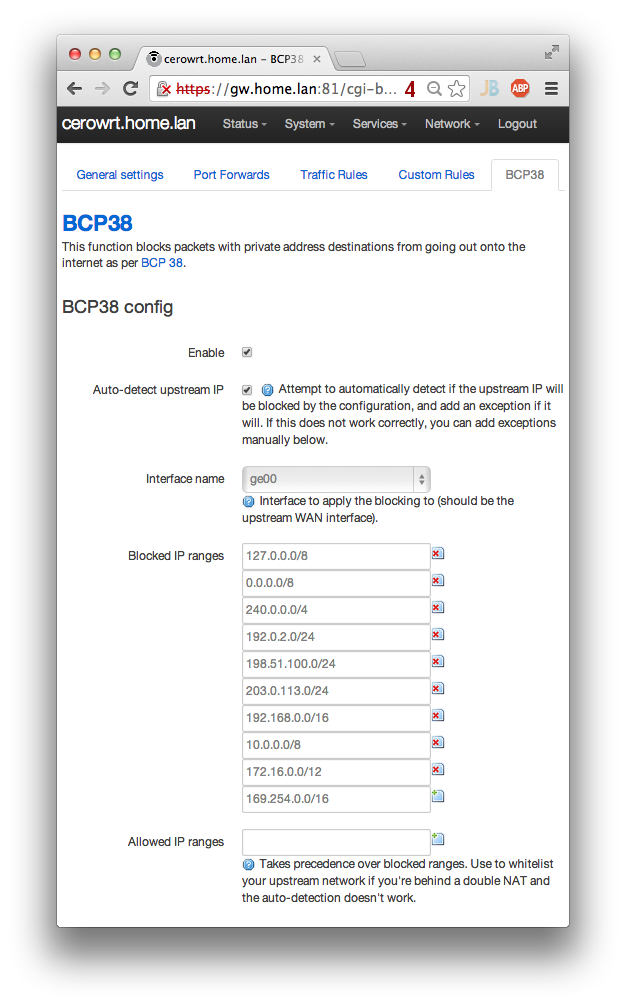 cerowrt.home.lan – BCP38
https://gw.home.lan:81/cgi-b... 4
JB
ABP
cerowrt.home.lan
Status
System
Services
Network
Logout
General settings
Port Forwards
Traffic Rules
Custom Rules
BCP38
BCP38
This function blocks packets with private address destinations from going out onto the
internet as per BCP 38.
BCP38 config
Enable
Auto-detect upstream IP
Attempt to automatically detect if the upstream IP will
be blocked by the configuration, and add an exception if it
will. If this does not work correctly, you can add exceptions
manually below.
Interface name
ge00
Interface to apply the blocking to (should be the
upstream WAN interface).
Blocked IP ranges
127.0.0.0/8
0.0.0.0/8
240.0.0.0/4
192.0.2.0/24
198.51.100.0/24
203.0.113.0/24
192.168.0.0/16
10.0.0.0/8
172.16.0.0/12
169.254.0.0/16
Allowed IP ranges
Takes precedence over blocked ranges. Use to whitelist
your upstream network if you're behind a double NAT and
the auto-detection doesn't work.